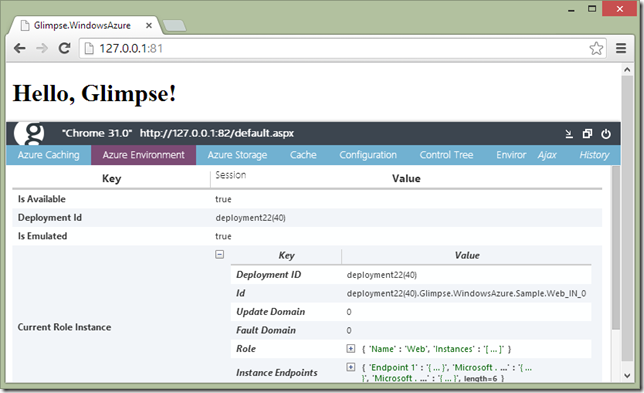 Glimpse.WindowsAzure
127.0.0.1:81
Hello, Glimpse!
g "Chrome 31.0" http://127.0.0.1:82/default.aspx
Azure Caching Azure Environment Azure Storage Cache Configuration Control Tree Enviror Ajax History
Key Session Value
Is Available true
Deployment Id deployment22(40)
Is Emulated true
Key Value
Deployment ID deployment22(40)
Id deployment22(40).Glimpse.WindowsAzure.Sample.Web_IN_0
Update Domain 0
Current Role Instance
Fault Domain 0
Role { 'Name' : 'Web', 'Instances' : '[ ... ]' }
Instance Endpoints { 'Endpoint 1' : '{ ... }', 'Microsoft . ...' : '{ ...
}', 'Microsoft . ...' : '{ ... }', length=6 }